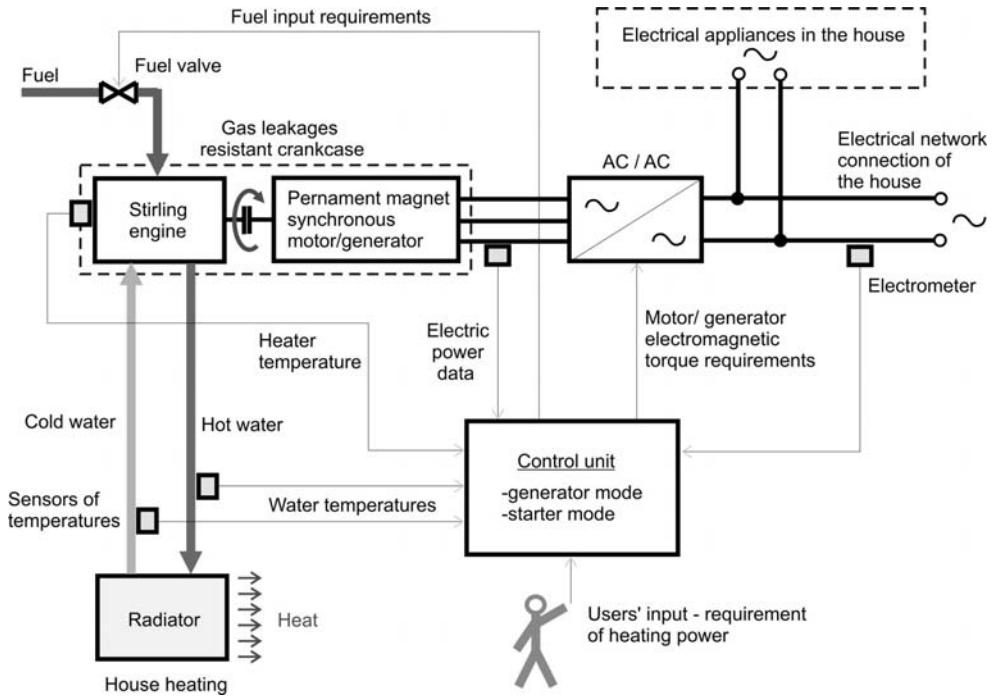 Fuel input requirements
Electrical appliances in the house
Fuel valve
Fuel
Gas leakages
resistant crankcase
AC / AC
Electrical network
connection of
the house
Stirling
engine
Pernament magnet
synchronous
motor/generator
Electrometer
Heater
temperature
Electric
power
data
Motor/ generator
electromagnetic
torque requirements
Cold water
Hot water
Control unit
-generator mode
-starter mode
Sensors of
temperatures
Water temperatures
Radiator
Heat
Users' input - requirement
of heating power
House heating